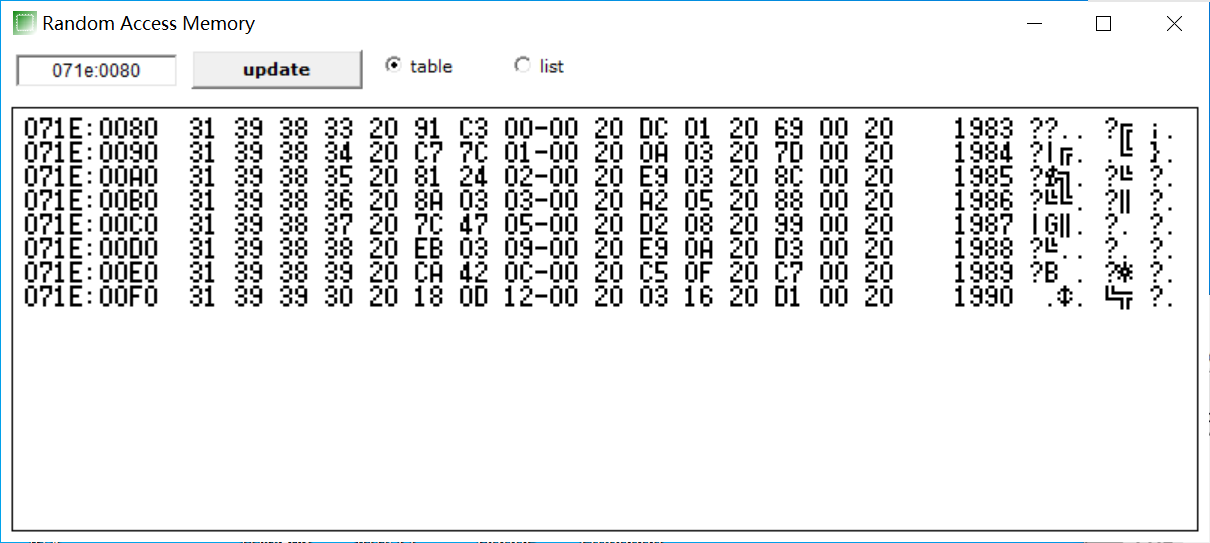 Random Access Memory
071e:0080 update table list
071E:0080 31 39 38 33 20 91 C3 00-00 20 DC 01 20 69 00 20 1983 ??.. ?╔ i.
071E:0090 31 39 38 34 20 C7 7C 01-00 20 0A 03 20 7D 00 20 1984 ?|╔. .╚ }.
071E:00A0 31 39 38 35 20 81 24 02-00 20 E9 03 20 8C 00 20 1985 ?$╗. ?╚ ?.
071E:00B0 31 39 38 36 20 8A 03 03-00 20 A2 05 20 88 00 20 1986 ?╚╚. ?║ ?.
071E:00C0 31 39 38 37 20 7C 47 05-00 20 D2 08 20 99 00 20 1987 |G║. ?. ?.
071E:00D0 31 39 38 38 20 EB 03 09-00 20 E9 0A 20 D3 00 20 1988 ?╚.. ?. ?.
071E:00E0 31 39 38 39 20 CA 42 0C-00 20 C5 0F 20 C7 00 20 1989 ?B.. ?☼ ?.
071E:00F0 31 39 39 30 20 18 0D 12-00 20 03 16 20 D1 00 20 1990 .↕. ╚╦ ?.